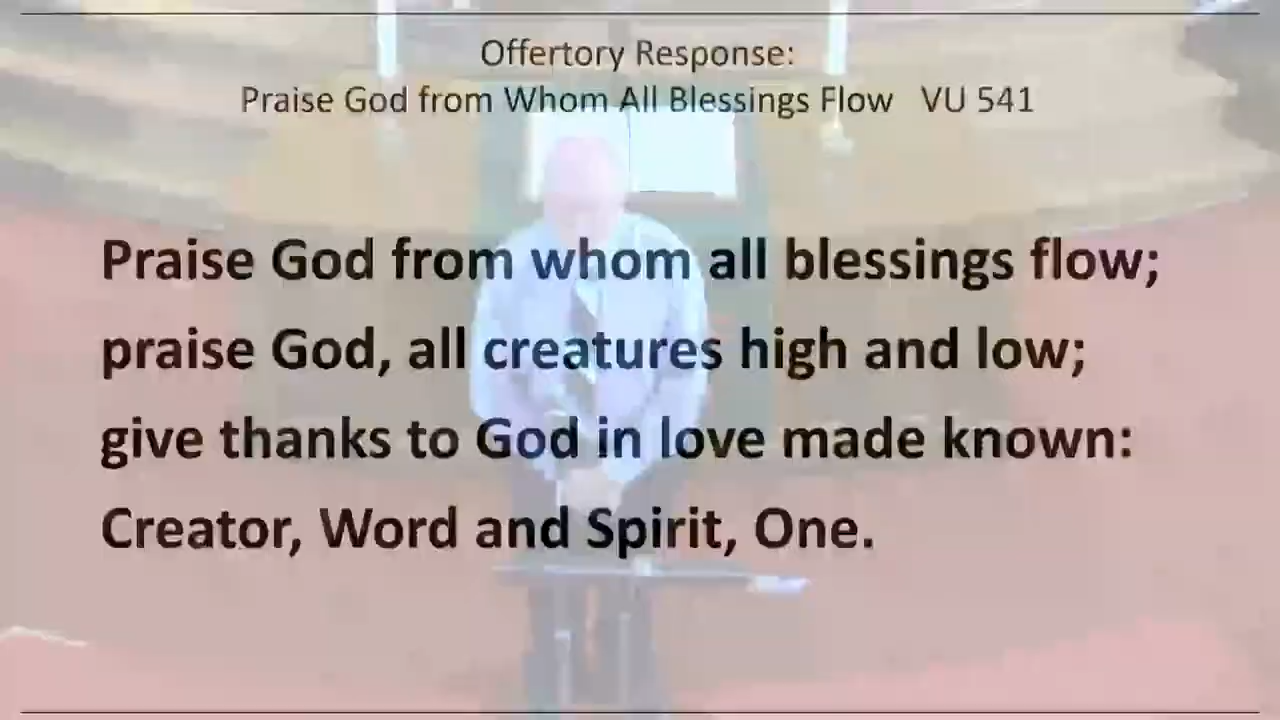 Offertory Response:
Praise God from Whom All Blessings Flow VU 541
Praise God from whom all blessings flow;
praise God, all creatures high and low;
give thanks to God in love made known:
Creator, Word and Spirit, One.